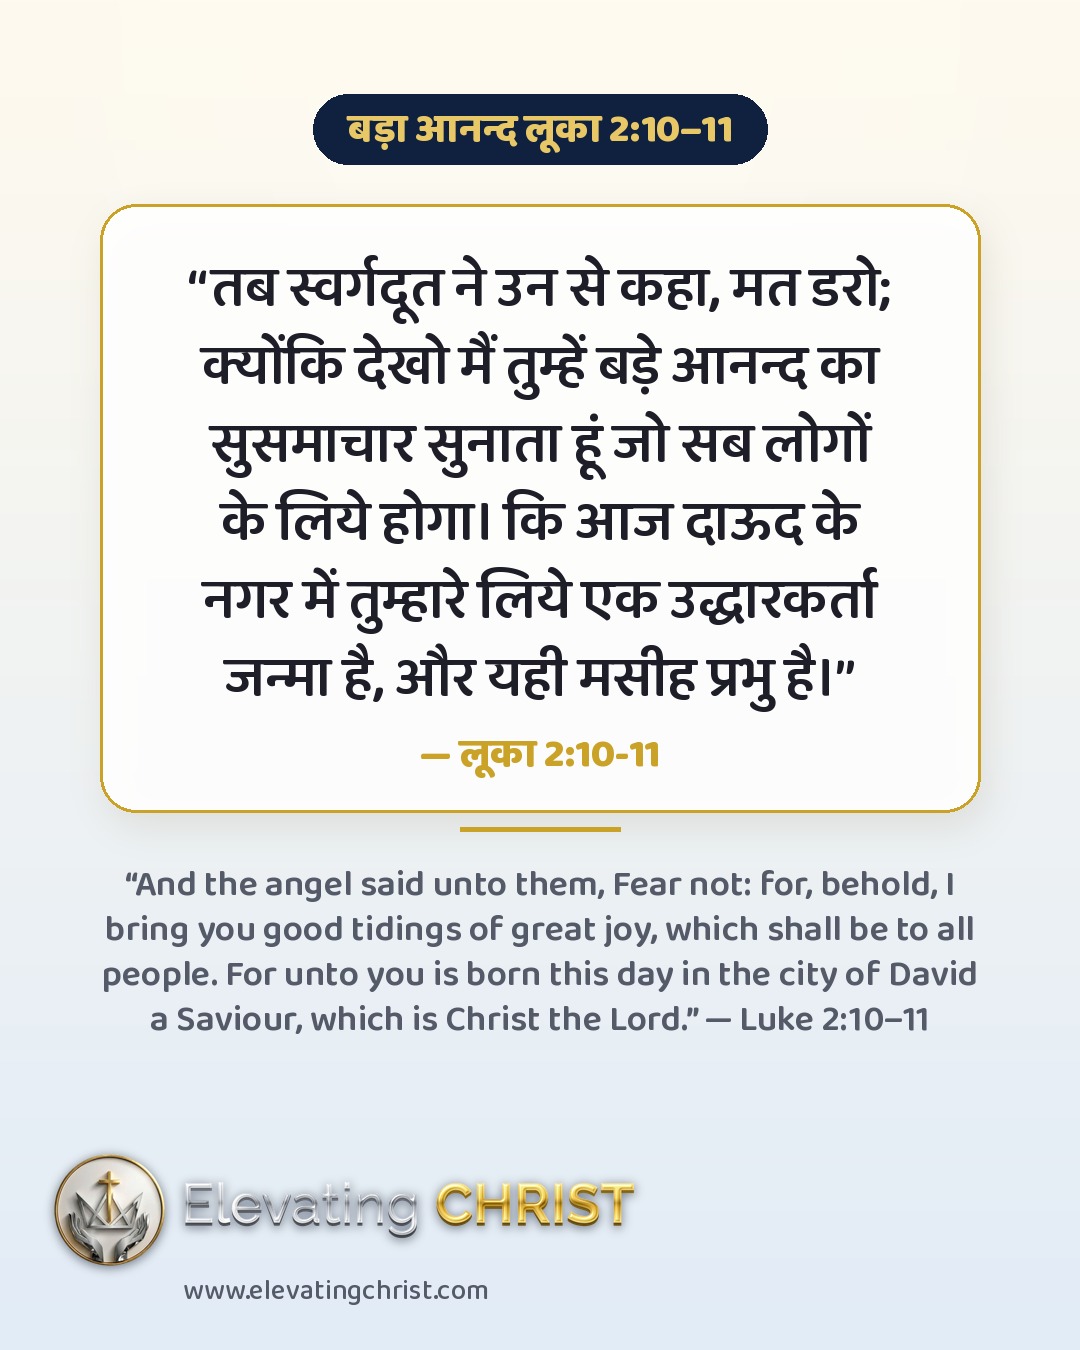 बड़ा आनन्द लूका 2:10–11
“तब स्वर्गदूत ने उन से कहा, मत डरो;
क्योंकि देखो मैं तुम्हें बड़े आनन्द का
सुसमाचार सुनाता हूं जो सब लोगों
के लिये होगा। कि आज दाऊद के
नगर में तुम्हारे लिये एक उद्धारकर्ता
जन्मा है, और यही मसीह प्रभु है।”
— लूका 2:10-11
“And the angel said unto them, Fear not: for, behold, I
bring you good tidings of great joy, which shall be to all
people. For unto you is born this day in the city of David
a Saviour, which is Christ the Lord.” — Luke 2:10–11
Elevating CHRIST
www.elevatingchrist.com